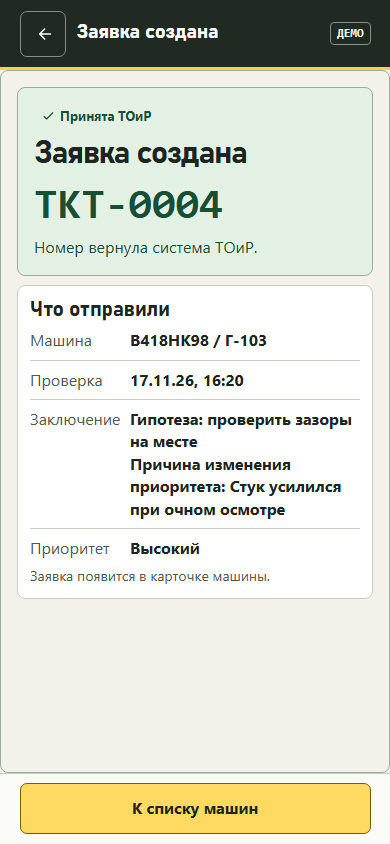 ← Заявка создана ДЕМО
✓ Принята ТОиР
Заявка создана
ТКТ-0004
Номер вернула система ТОиР.
Что отправили
Машина В418НК98 / Г-103
Проверка 17.11.26, 16:20
Заключение Гипотеза: проверить зазоры
на месте
Причина изменения
приоритета: Стук усилился
при очном осмотре
Приоритет Высокий
Заявка появится в карточке машины.
К списку машин